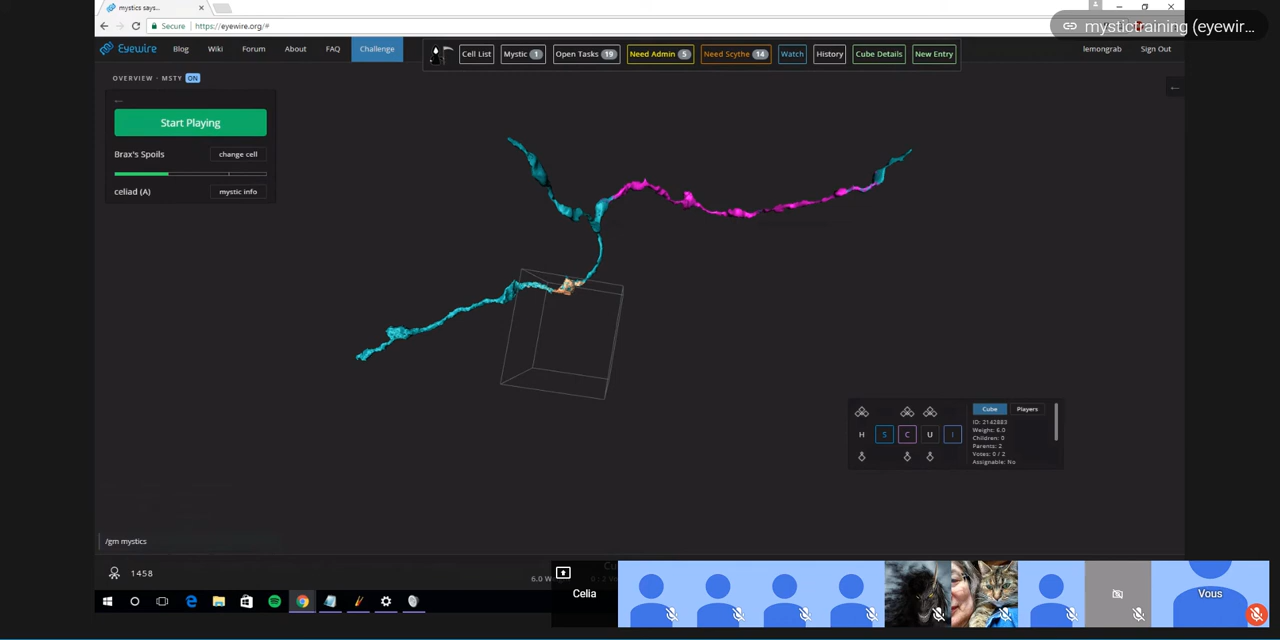 mystics says...
Secure https://eyewire.org/#
mystictraining (eyewir...
Eyewire Blog Wiki Forum About FAQ Challenge
Cell List Mystic 1 Open Tasks 19 Need Admin 5 Need Scythe 14 Watch History Cube Details New Entry
lemongrab Sign Out
OVERVIEW - MSTY ON
Start Playing
Brax's Spoils change cell
celiad (A) mystic info
Cube Players
H S C U I
ID: 2142883
Weight: 6.0
Children: 0
Parents: 2
Votes: 0 / 2
Assignable: No
/gm mystics
1458
Celia
Vous